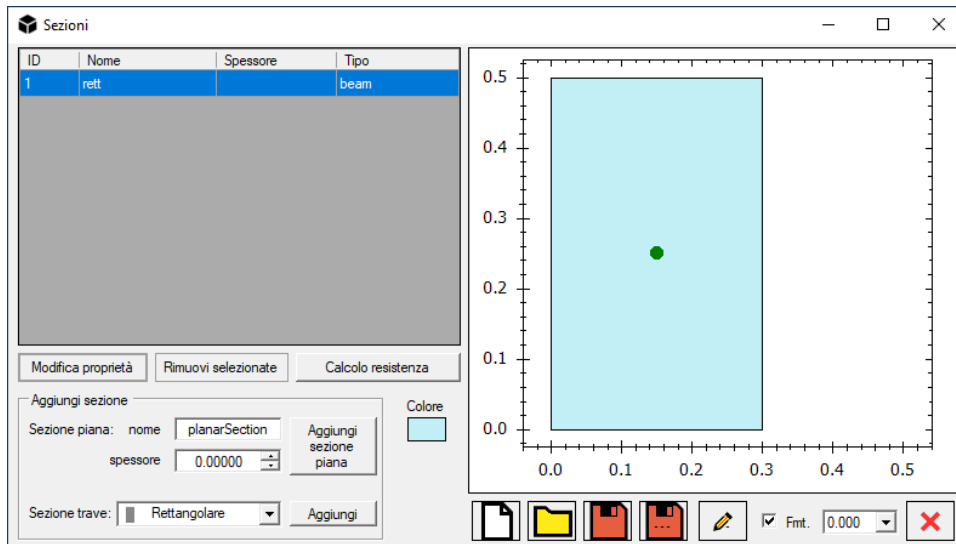 Sezioni
ID Nome Spessore Tipo
1 rett beam
Modifica proprietà Rimuovi selezionate Calcolo resistenza
Aggiungi sezione
Sezione piana: nome planarSection
spessore 0.00000
Aggiungi
sezione
piana
Sezione trave: Rettangolare Aggiungi
Colore
0.5
0.4
0.3
0.2
0.1
0.0
0.0 0.1 0.2 0.3 0.4 0.5
... Fmt. 0.000